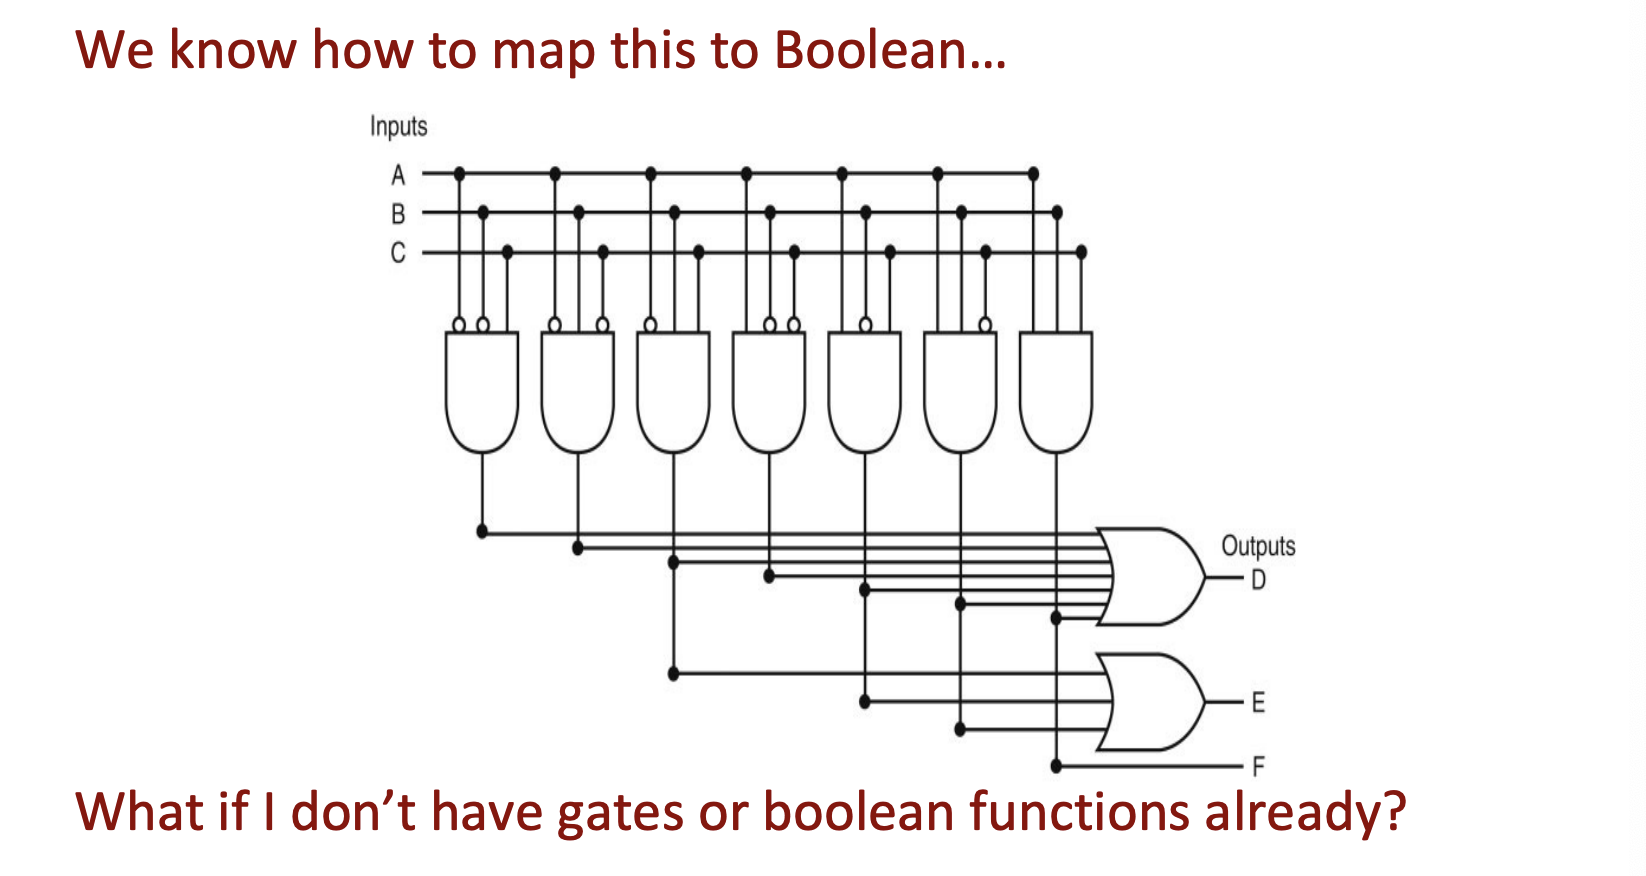 We know how to map this to Boolean...
Inputs
A
B
C
Outputs
D
E
F
What if I don’t have gates or boolean functions already?